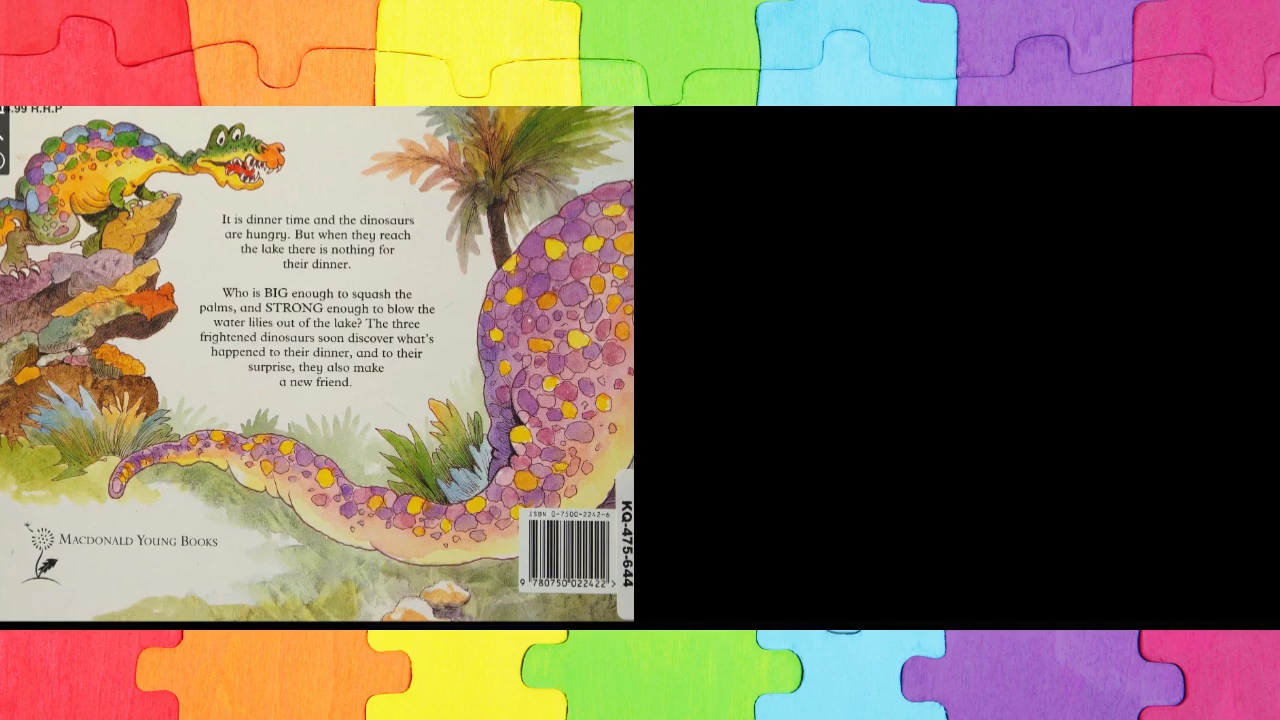 .99 R.R.P
It is dinner time and the dinosaurs
are hungry. But when they reach
the lake there is nothing for
their dinner.
Who is BIG enough to squash the
palms, and STRONG enough to blow the
water lilies out of the lake? The three
frightened dinosaurs soon discover what's
happened to their dinner, and to their
surprise, they also make
a new friend.
MACDONALD YOUNG BOOKS
ISBN 0-7500-2242-6
9 780750 022422 >
KQ-475-644